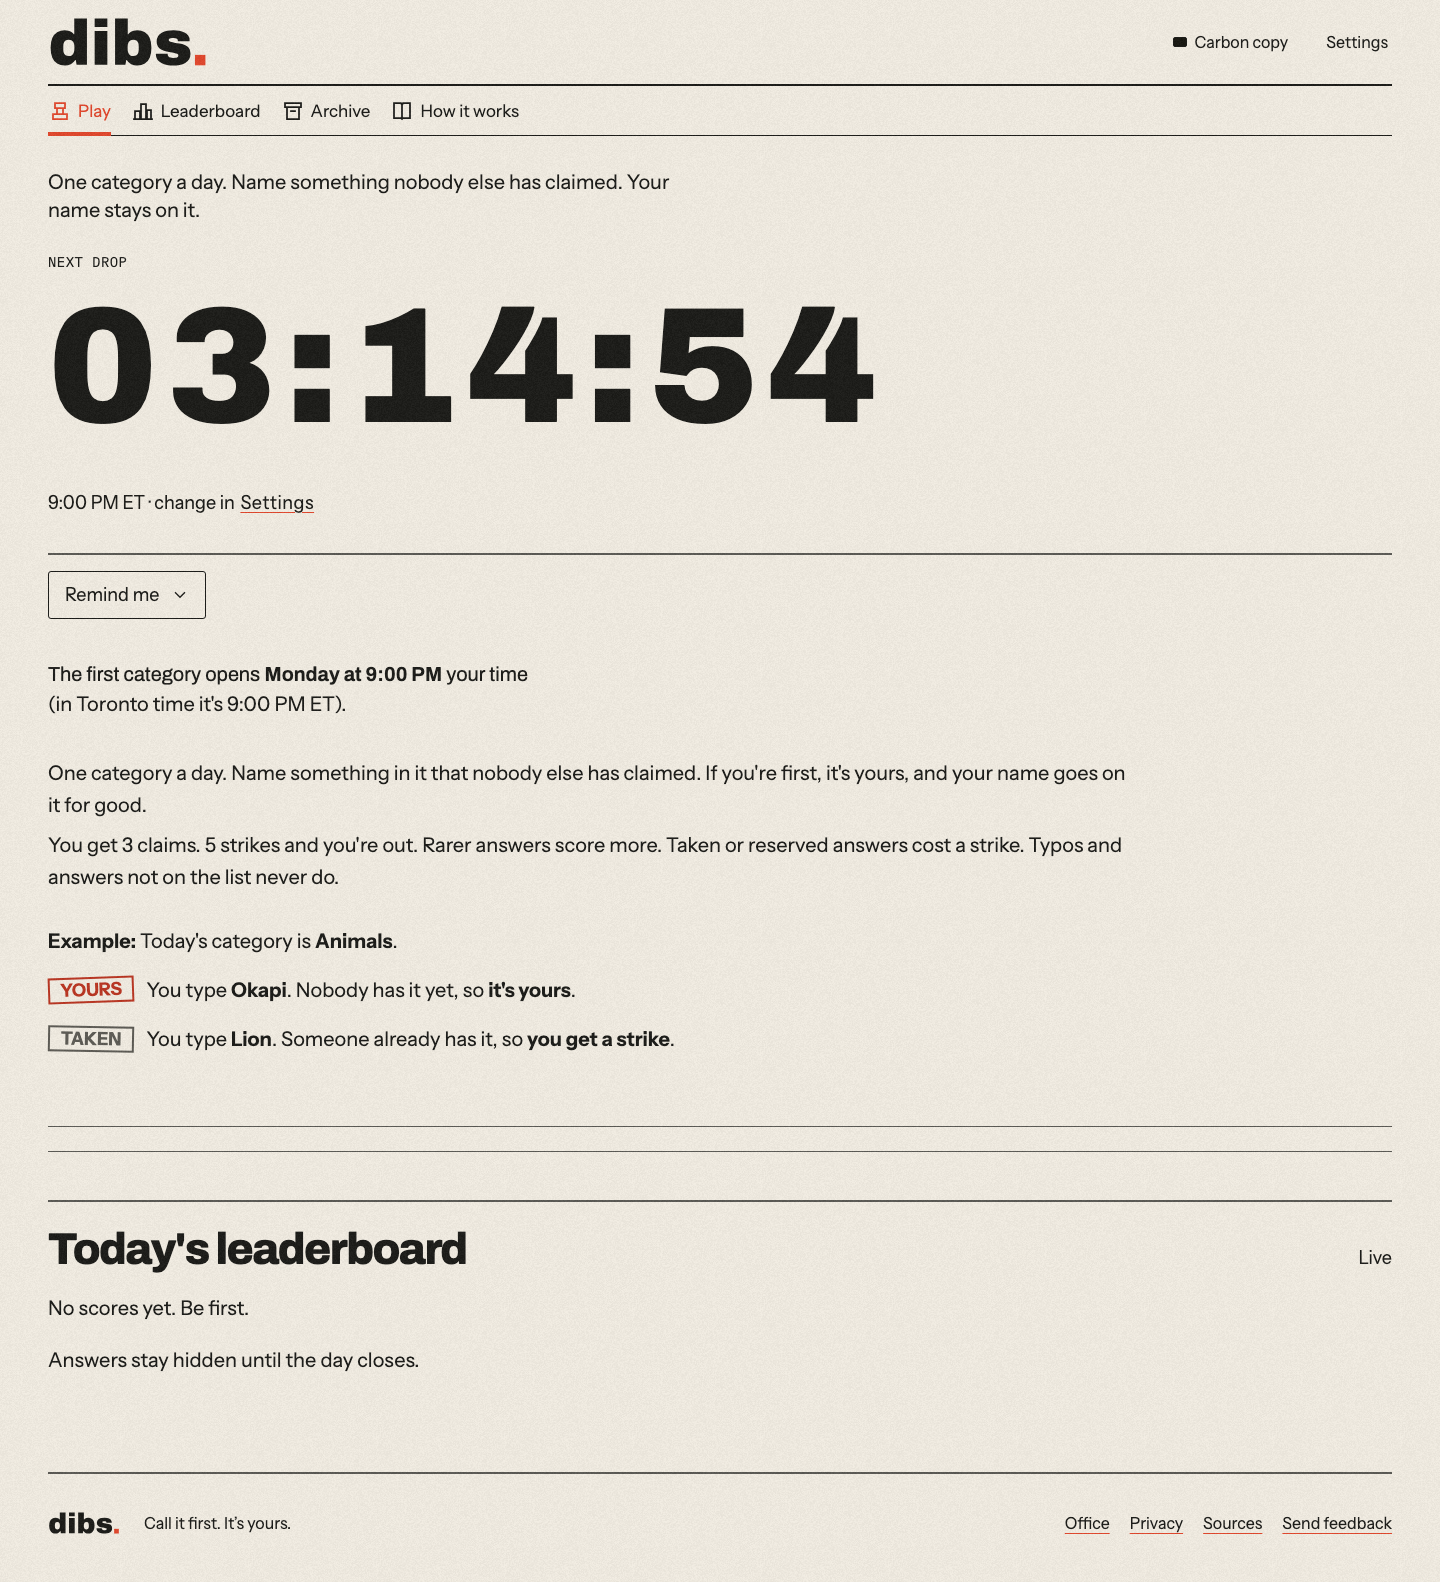 dibs.
Carbon copy Settings
Play Leaderboard Archive How it works
One category a day. Name something nobody else has claimed. Your
name stays on it.
NEXT DROP
03:14:54
9:00 PM ET · change in Settings
Remind me
The first category opens Monday at 9:00 PM your time
(in Toronto time it's 9:00 PM ET).
One category a day. Name something in it that nobody else has claimed. If you're first, it's yours, and your name goes on
it for good.
You get 3 claims. 5 strikes and you're out. Rarer answers score more. Taken or reserved answers cost a strike. Typos and
answers not on the list never do.
Example: Today's category is Animals.
YOURS You type Okapi. Nobody has it yet, so it's yours.
TAKEN You type Lion. Someone already has it, so you get a strike.
Today's leaderboard
Live
No scores yet. Be first.
Answers stay hidden until the day closes.
dibs. Call it first. It’s yours.
Office Privacy Sources Send feedback